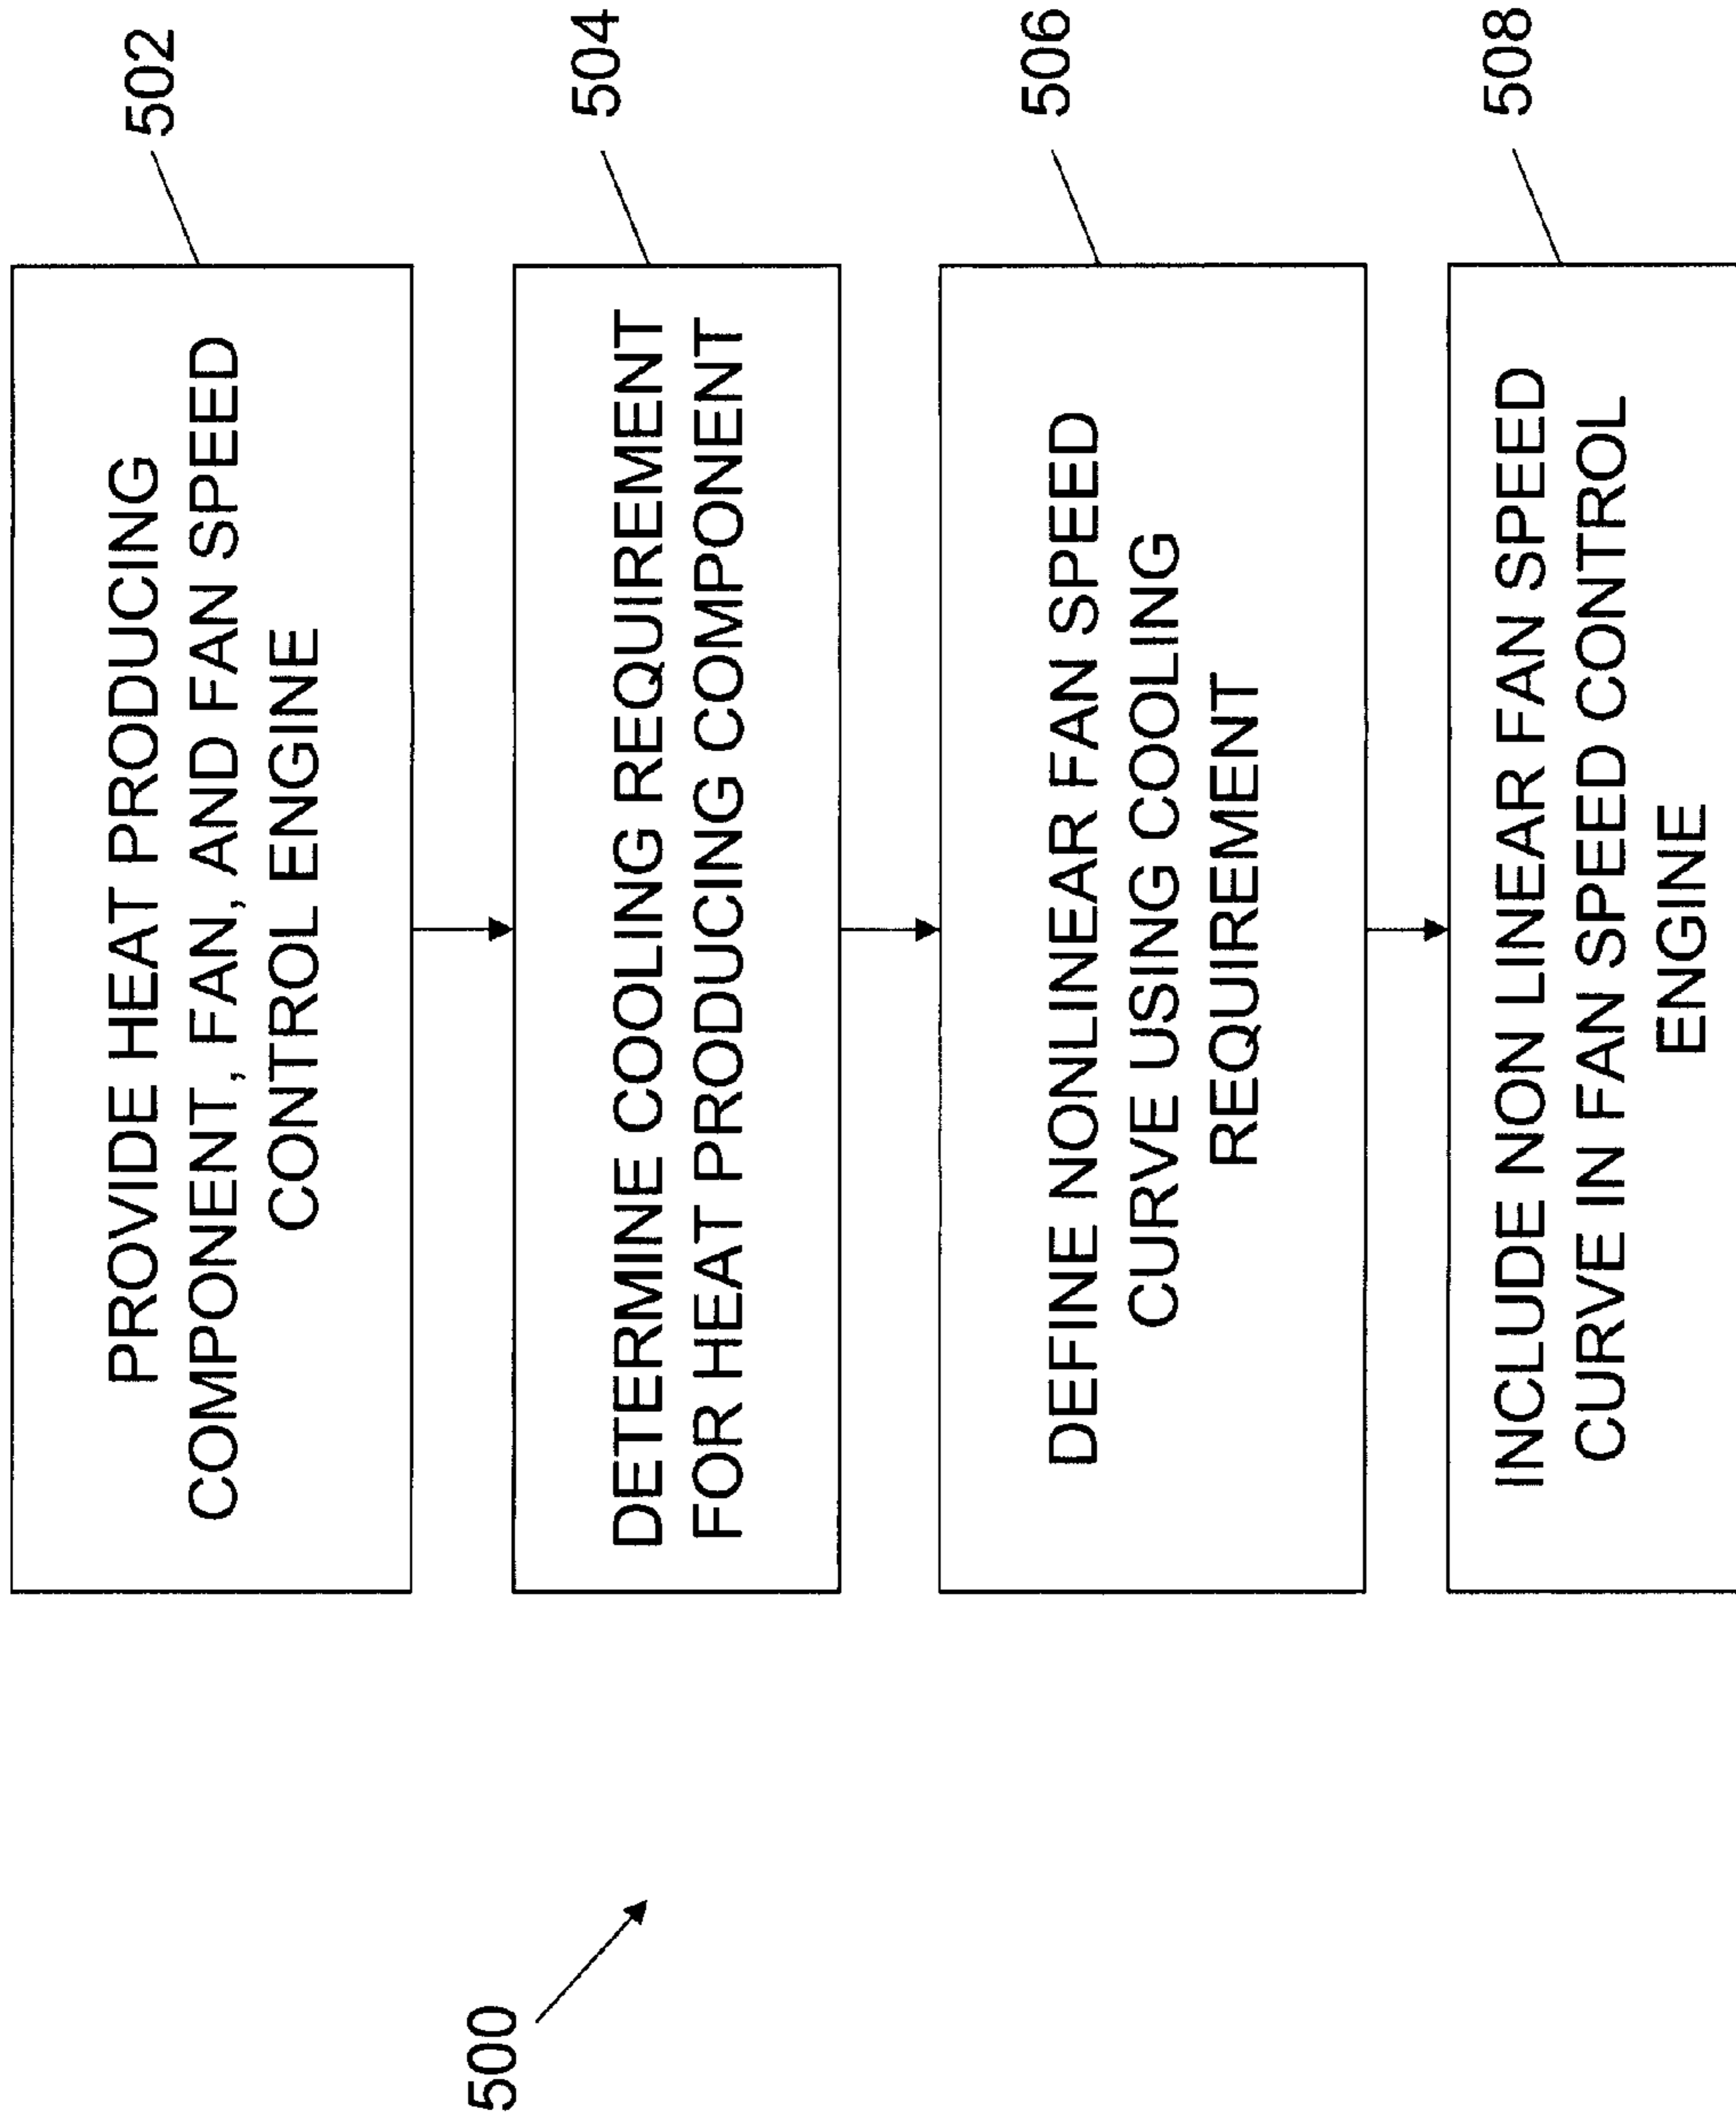 500
PROVIDE HEAT PRODUCING
COMPONENT, FAN, AND FAN SPEED
CONTROL ENGINE
502
DETERMINE COOLING REQUIREMENT
FOR HEAT PRODUCING COMPONENT
504
DEFINE NONLINEAR FAN SPEED
CURVE USING COOLING
REQUIREMENT
506
INCLUDE NON LINEAR FAN SPEED
CURVE IN FAN SPEED CONTROL
ENGINE
508